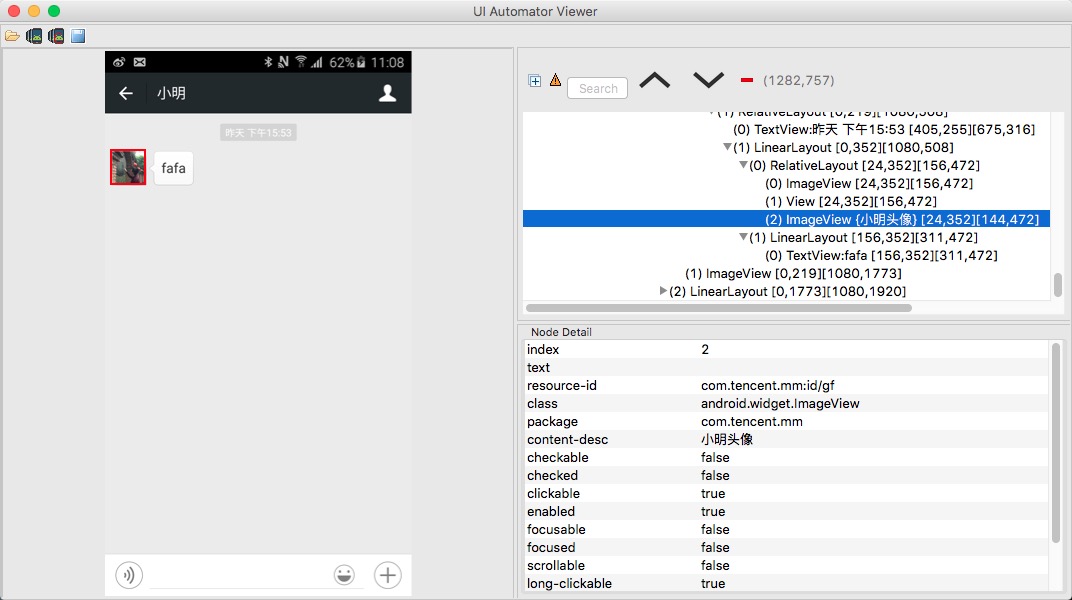 UI Automator Viewer
62% 11:08
小明
昨天 下午15:53
fafa
Search
(1282,757)
(1) RelativeLayout [0,219][1080,508]
(0) TextView:昨天 下午15:53 [405,255][675,316]
(1) LinearLayout [0,352][1080,508]
(0) RelativeLayout [24,352][156,472]
(0) ImageView [24,352][156,472]
(1) View [24,352][156,472]
(2) ImageView {小明头像} [24,352][144,472]
(1) LinearLayout [156,352][311,472]
(0) TextView:fafa [156,352][311,472]
(1) ImageView [0,219][1080,1773]
(2) LinearLayout [0,1773][1080,1920]
Node Detail
index 2
text
resource-id com.tencent.mm:id/gf
class android.widget.ImageView
package com.tencent.mm
content-desc 小明头像
checkable false
checked false
clickable true
enabled true
focusable false
focused false
scrollable false
long-clickable true